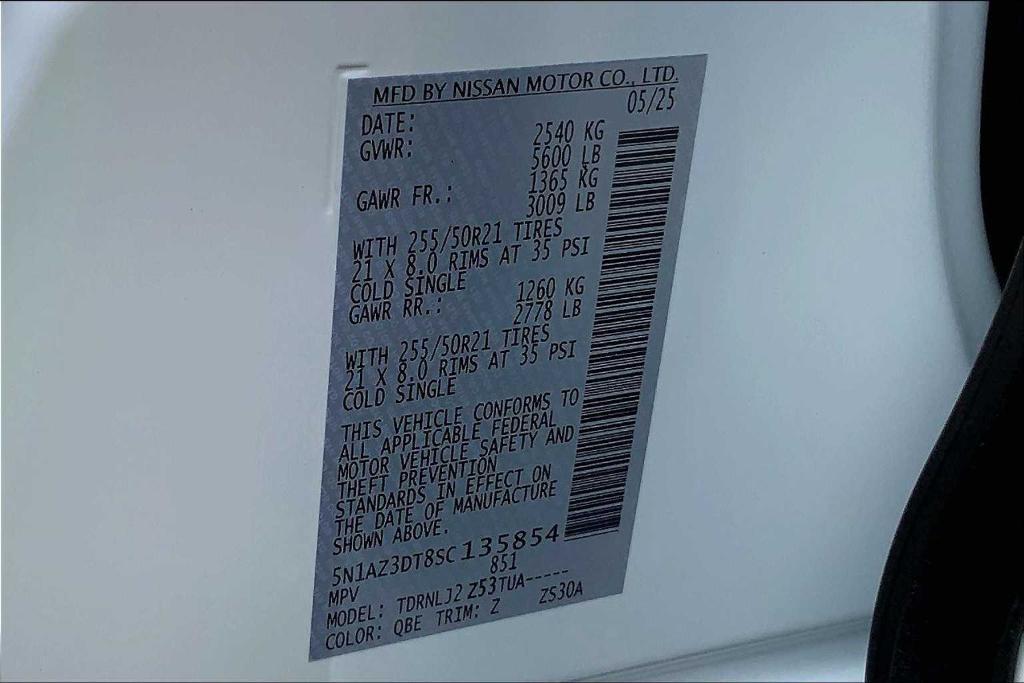 MFD BY NISSAN MOTOR CO., LTD.
DATE: 05/25
GVWR: 2540 KG
5600 LB
GAWR FR.: 1365 KG
3009 LB
WITH 255/50R21 TIRES
21 X 8.0 RIMS AT 35 PSI
COLD SINGLE
GAWR RR.: 1260 KG
2778 LB
WITH 255/50R21 TIRES
21 X 8.0 RIMS AT 35 PSI
COLD SINGLE
THIS VEHICLE CONFORMS TO
ALL APPLICABLE FEDERAL
MOTOR VEHICLE SAFETY AND
THEFT PREVENTION
STANDARDS IN EFFECT ON
THE DATE OF MANUFACTURE
SHOWN ABOVE.
5N1AZ3DT8SC135854
MPV 851
MODEL: TDRNLJ2 Z53TUA-----
COLOR: QBE TRIM: Z ZS30A